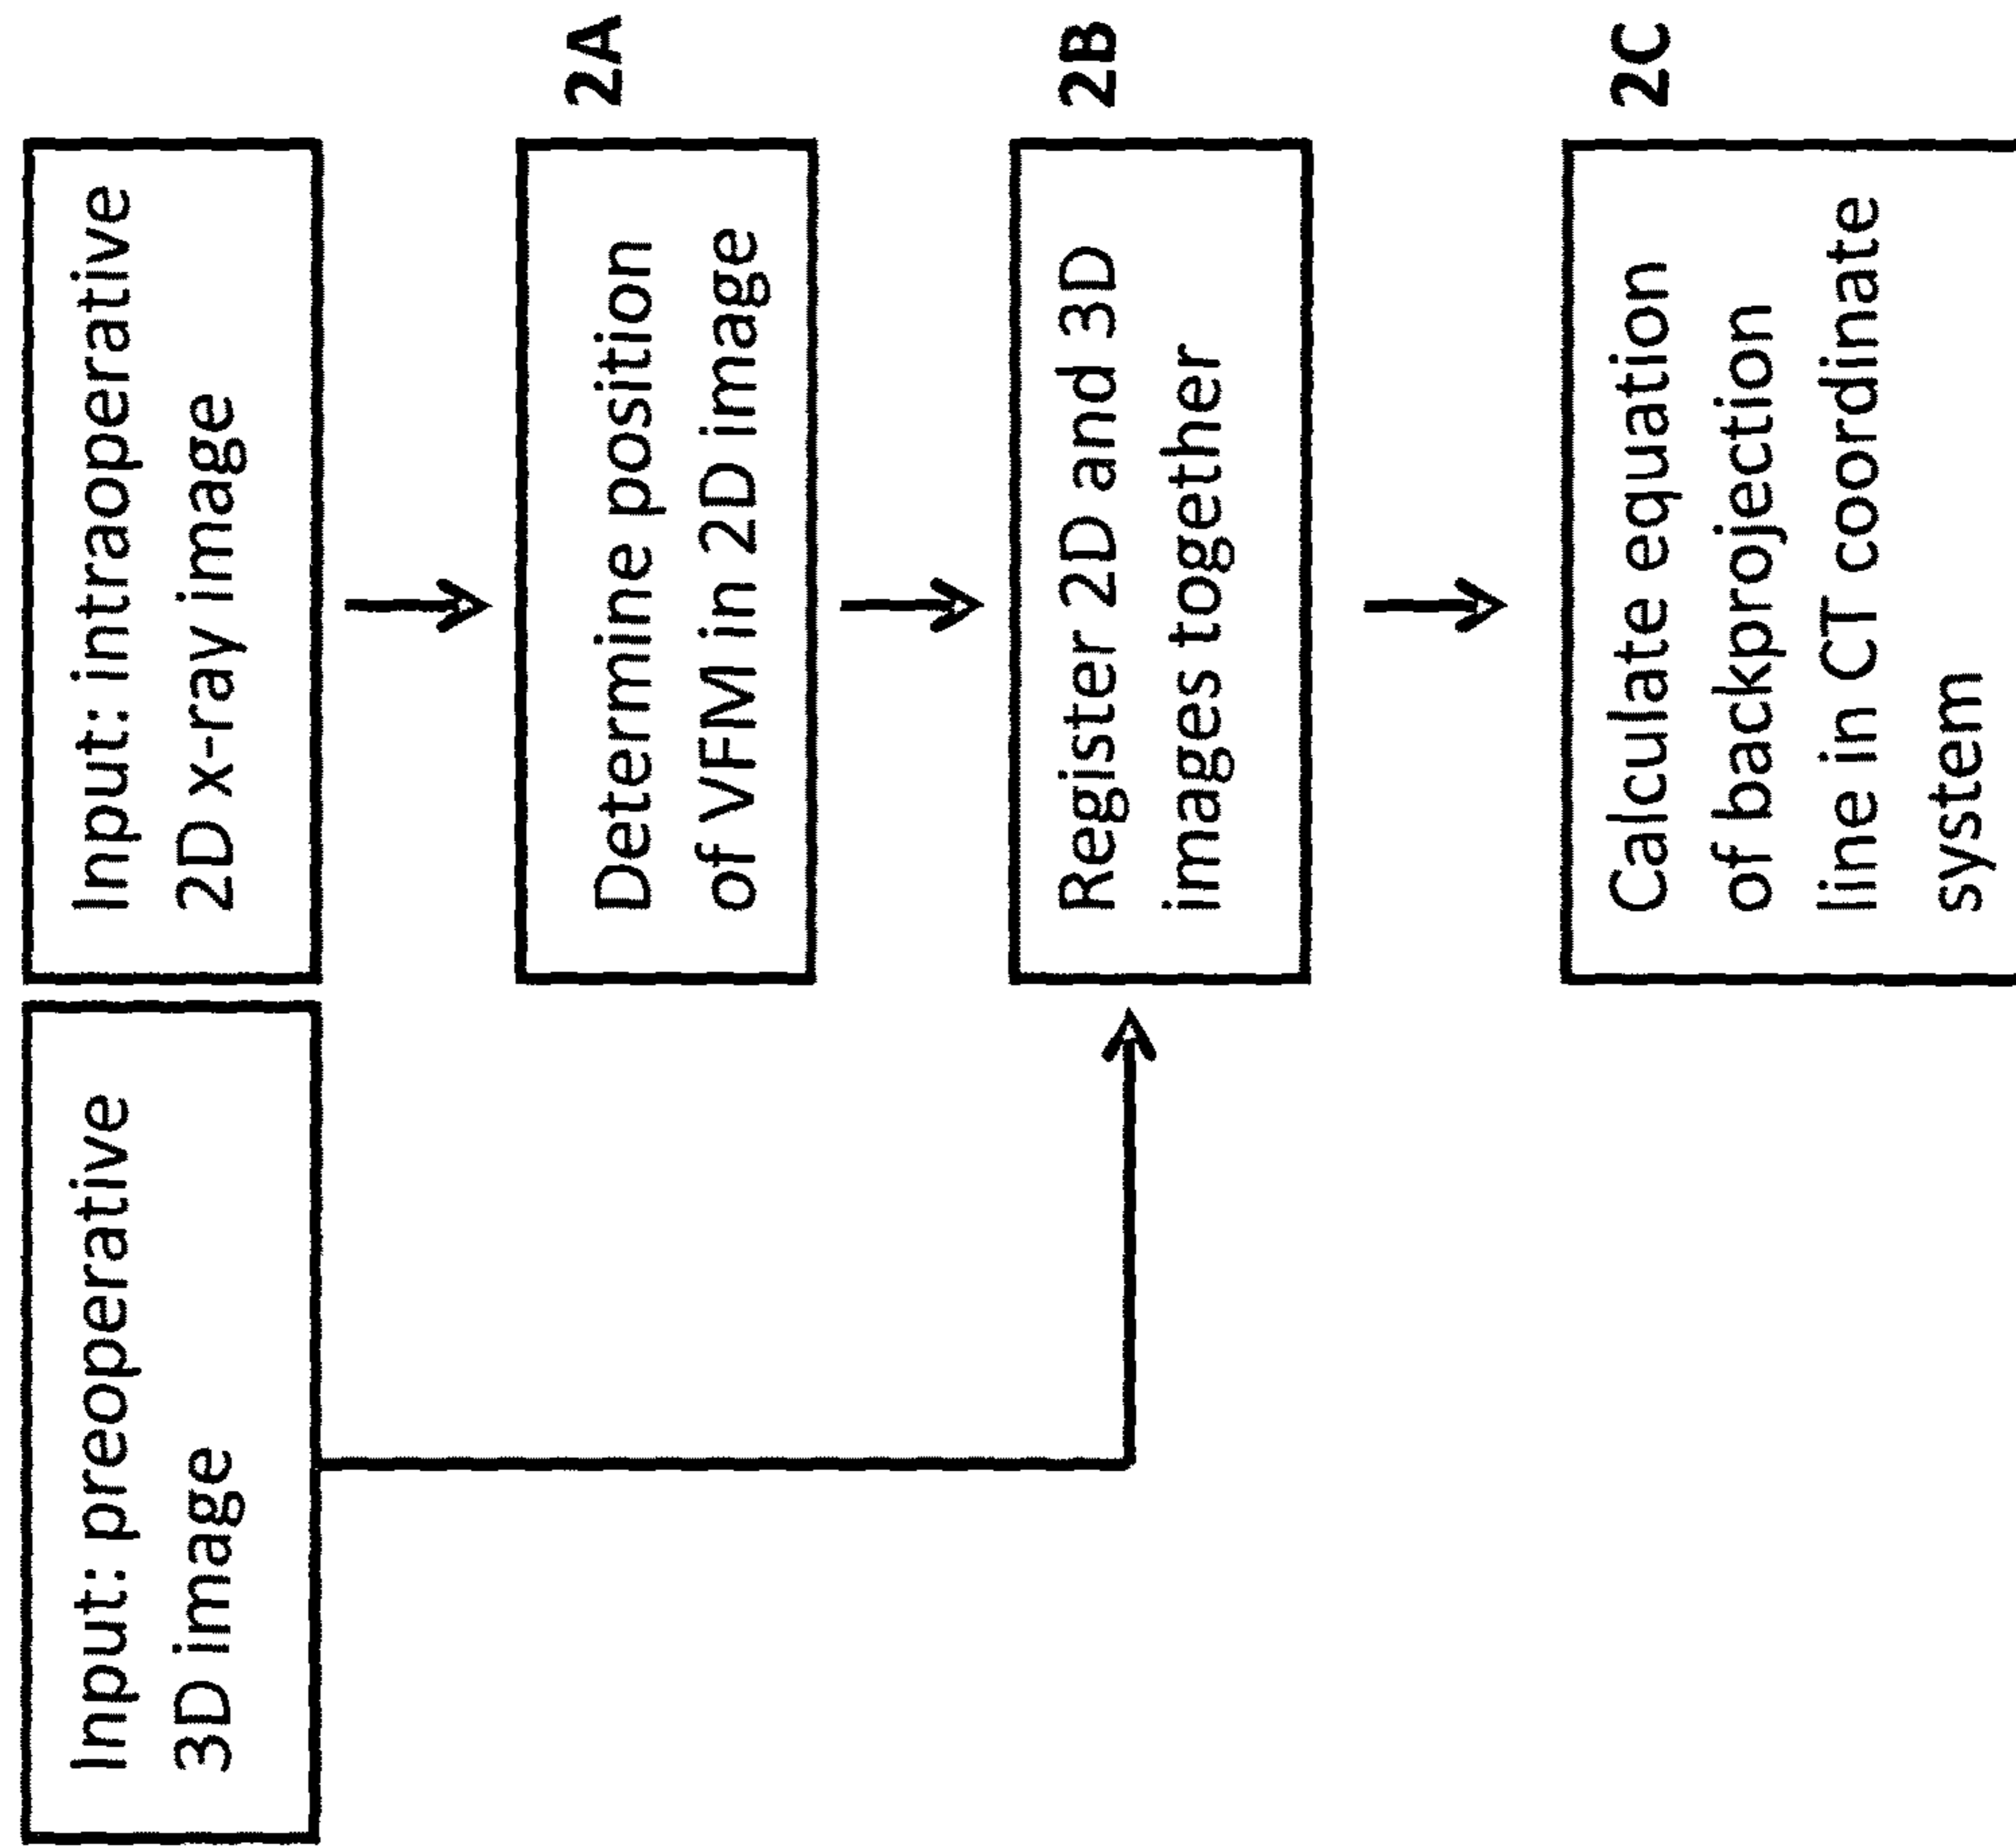 Input: preoperative
3D image
Input: intraoperative
2D x-ray image
Determine position
of VFM in 2D image
2A
Register 2D and 3D
images together
2B
Calculate equation
of backprojection
line in CT coordinate
system
2C